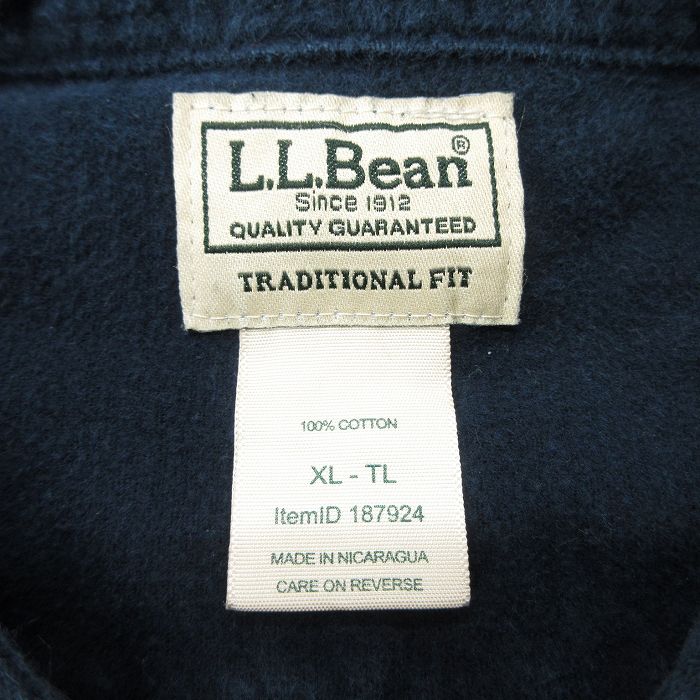 L.L.Bean®
Since 1912
QUALITY GUARANTEED
TRADITIONAL FIT
100% COTTON
XL - TL
ItemID 187924
MADE IN NICARAGUA
CARE ON REVERSE